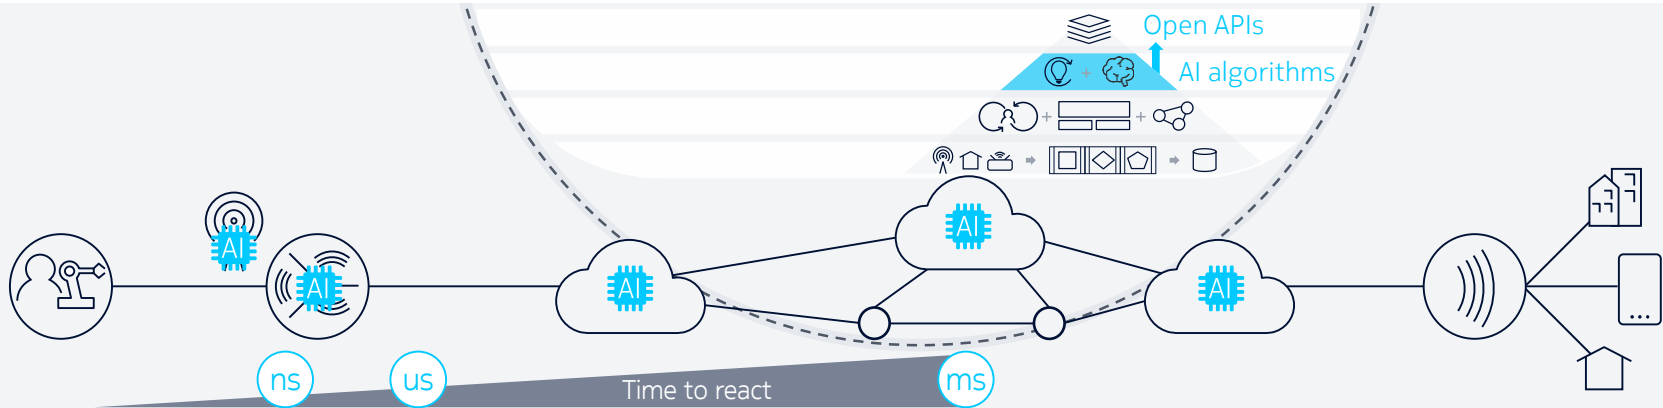 Open APIs
AI algorithms
AI
AI
AI
AI
AI
ns
us
Time to react
ms